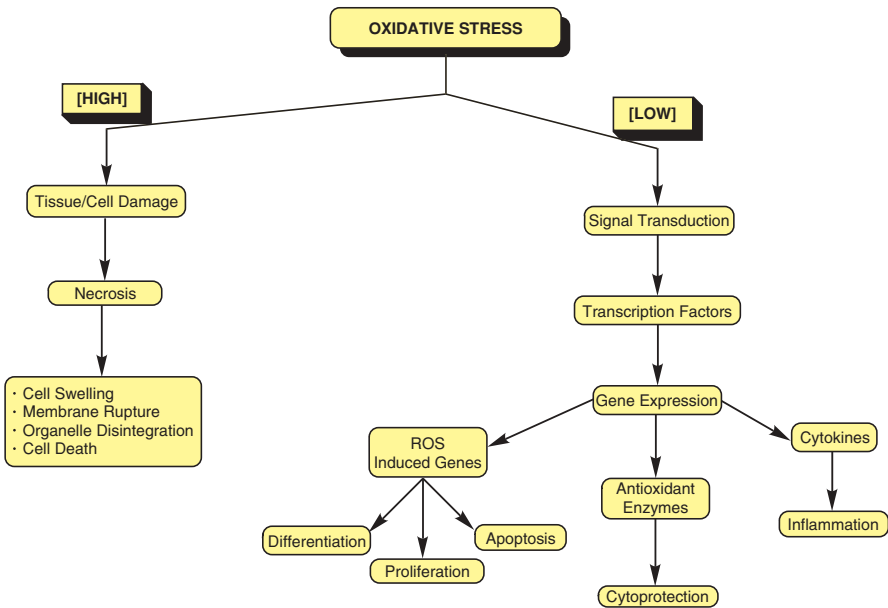 OXIDATIVE STRESS
[HIGH]
[LOW]
Tissue/Cell Damage
Signal Transduction
Necrosis
Transcription Factors
· Cell Swelling
· Membrane Rupture
· Organelle Disintegration
· Cell Death
Gene Expression
ROS
Induced Genes
Cytokines
Antioxidant
Enzymes
Inflammation
Differentiation
Apoptosis
Proliferation
Cytoprotection